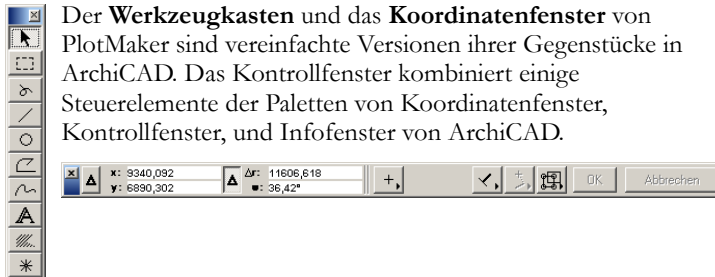 Der Werkzeugkasten und das Koordinatenfenster von
PlotMaker sind vereinfachte Versionen ihrer Gegenstücke in
ArchiCAD. Das Kontrollfenster kombiniert einige
Steuerelemente der Paletten von Koordinatenfenster,
Kontrollfenster, und Infofenster von ArchiCAD.
x: 9340,092 Δr: 11606,618 OK Abbrechen
y: 6890,302 36,42°
A